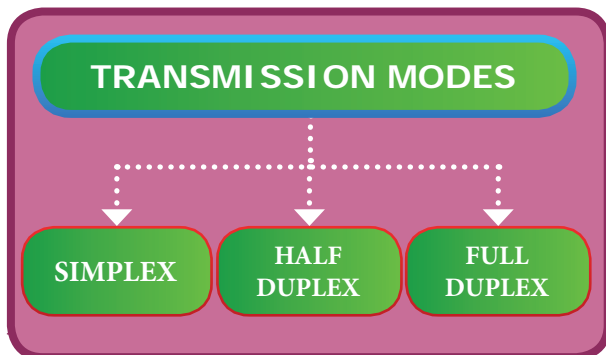 TRANSMISSION MODES
SIMPLEX
HALF
DUPLEX
FULL
DUPLEX